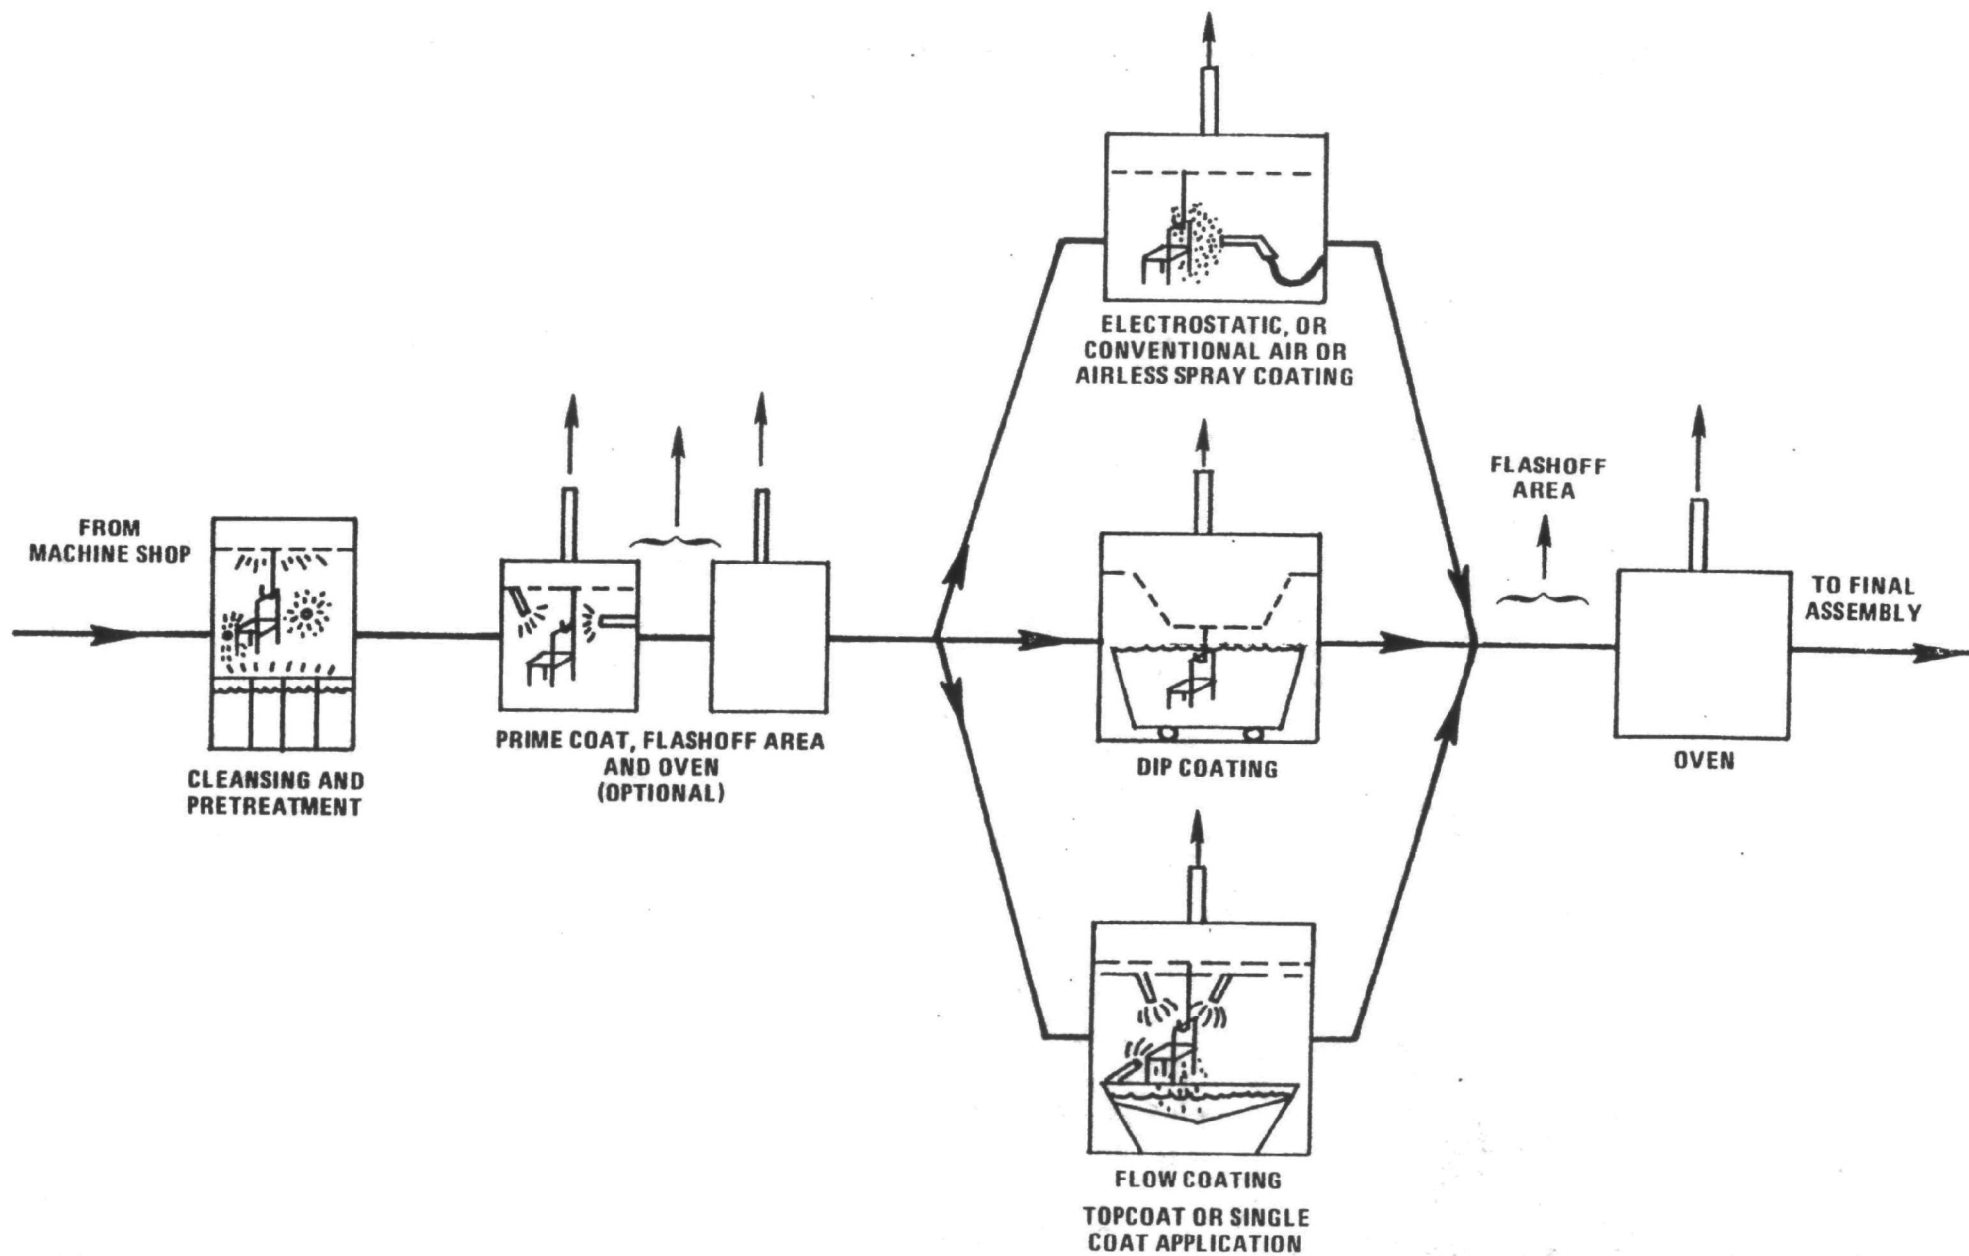 FROM
MACHINE SHOP
CLEANSING AND
PRETREATMENT
PRIME COAT, FLASHOFF AREA
AND OVEN
(OPTIONAL)
ELECTROSTATIC, OR
CONVENTIONAL AIR OR
AIRLESS SPRAY COATING
DIP COATING
FLOW COATING
TOPCOAT OR SINGLE
COAT APPLICATION
FLASHOFF
AREA
OVEN
TO FINAL
ASSEMBLY